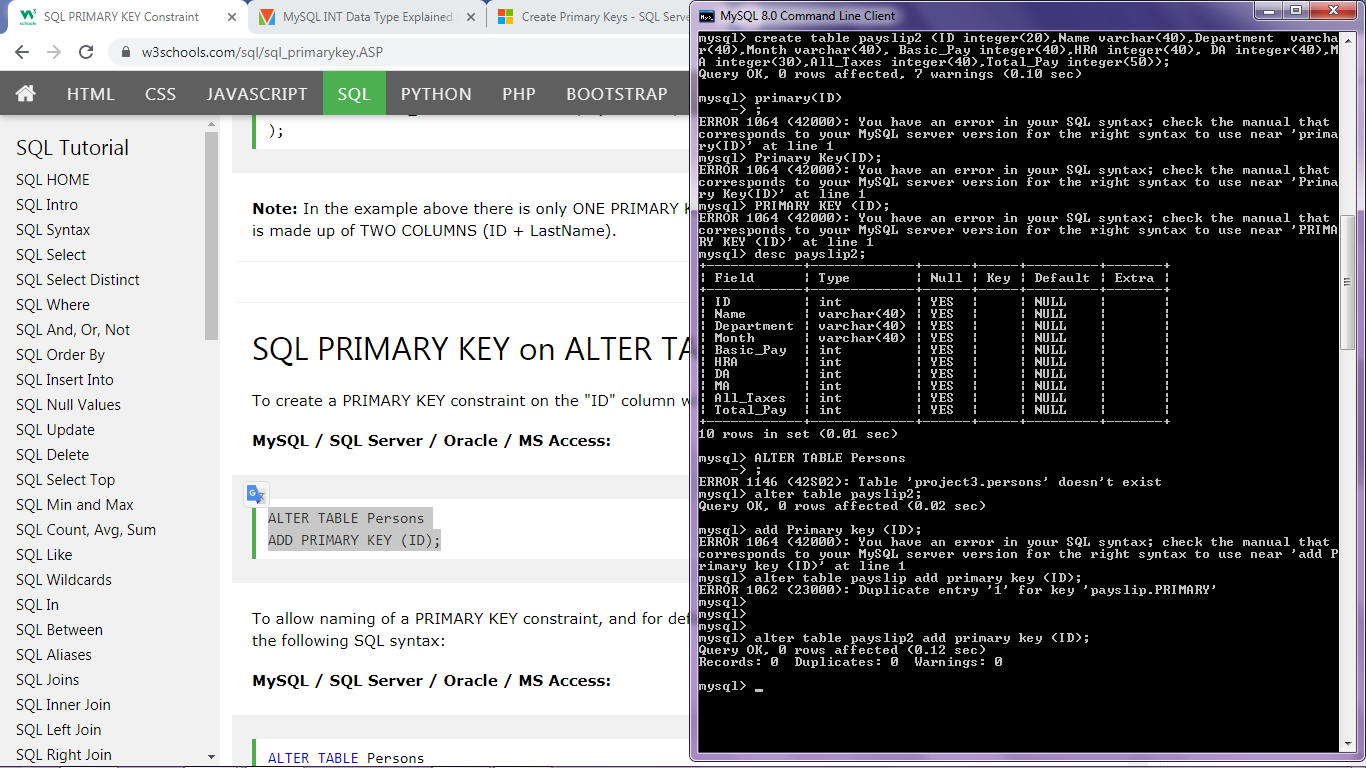 SQL PRIMARY KEY Constraint
MySQL INT Data Type Explained
Create Primary Keys - SQL Serve
w3schools.com/sql/sql_primarykey.ASP
HTML CSS JAVASCRIPT SQL PYTHON PHP BOOTSTRAP
SQL Tutorial
SQL HOME
SQL Intro
SQL Syntax
SQL Select
SQL Select Distinct
SQL Where
SQL And, Or, Not
SQL Order By
SQL Insert Into
SQL Null Values
SQL Update
SQL Delete
SQL Select Top
SQL Min and Max
SQL Count, Avg, Sum
SQL Like
SQL Wildcards
SQL In
SQL Between
SQL Aliases
SQL Joins
SQL Inner Join
SQL Left Join
SQL Right Join
);
Note: In the example above there is only ONE PRIMARY K
is made up of TWO COLUMNS (ID + LastName).
SQL PRIMARY KEY on ALTER TA
To create a PRIMARY KEY constraint on the "ID" column w
MySQL / SQL Server / Oracle / MS Access:
ALTER TABLE Persons
ADD PRIMARY KEY (ID);
To allow naming of a PRIMARY KEY constraint, and for def
the following SQL syntax:
MySQL / SQL Server / Oracle / MS Access:
ALTER TABLE Persons
MySQL 8.0 Command Line Client
mysql> create table payslip2 (ID integer(20),Name varchar(40),Department  varcha
r(40),Month varchar(40), Basic_Pay integer(40),HRA integer(40), DA integer(40),M
A integer(30),All_Taxes integer(40),Total_Pay integer(50));
Query OK, 0 rows affected, 7 warnings (0.10 sec)
mysql> primary(ID)
    -> ;
ERROR 1064 (42000): You have an error in your SQL syntax; check the manual that
corresponds to your MySQL server version for the right syntax to use near 'prima
ry(ID)' at line 1
mysql> Primary Key(ID);
ERROR 1064 (42000): You have an error in your SQL syntax; check the manual that
corresponds to your MySQL server version for the right syntax to use near 'Prima
ry Key(ID)' at line 1
mysql> PRIMARY KEY (ID);
ERROR 1064 (42000): You have an error in your SQL syntax; check the manual that
corresponds to your MySQL server version for the right syntax to use near 'PRIMA
RY KEY (ID)' at line 1
mysql> desc payslip2;
+------------+-------------+------+-----+---------+-------+
| Field      | Type        | Null | Key | Default | Extra |
+------------+-------------+------+-----+---------+-------+
| ID         | int         | YES  |     | NULL    |       |
| Name       | varchar(40) | YES  |     | NULL    |       |
| Department | varchar(40) | YES  |     | NULL    |       |
| Month      | varchar(40) | YES  |     | NULL    |       |
| Basic_Pay  | int         | YES  |     | NULL    |       |
| HRA        | int         | YES  |     | NULL    |       |
| DA         | int         | YES  |     | NULL    |       |
| MA         | int         | YES  |     | NULL    |       |
| All_Taxes  | int         | YES  |     | NULL    |       |
| Total_Pay  | int         | YES  |     | NULL    |       |
+------------+-------------+------+-----+---------+-------+
10 rows in set (0.01 sec)
mysql> ALTER TABLE Persons
    -> ;
ERROR 1146 (42S02): Table 'project3.persons' doesn't exist
mysql> alter table payslip2;
Query OK, 0 rows affected (0.02 sec)
mysql> add Primary key (ID);
ERROR 1064 (42000): You have an error in your SQL syntax; check the manual that
corresponds to your MySQL server version for the right syntax to use near 'add P
rimary key (ID)' at line 1
mysql> alter table payslip add primary key (ID);
ERROR 1062 (23000): Duplicate entry '1' for key 'payslip.PRIMARY'
mysql>
mysql>
mysql>
mysql> alter table payslip2 add primary key (ID);
Query OK, 0 rows affected (0.12 sec)
Records: 0  Duplicates: 0  Warnings: 0
mysql> _